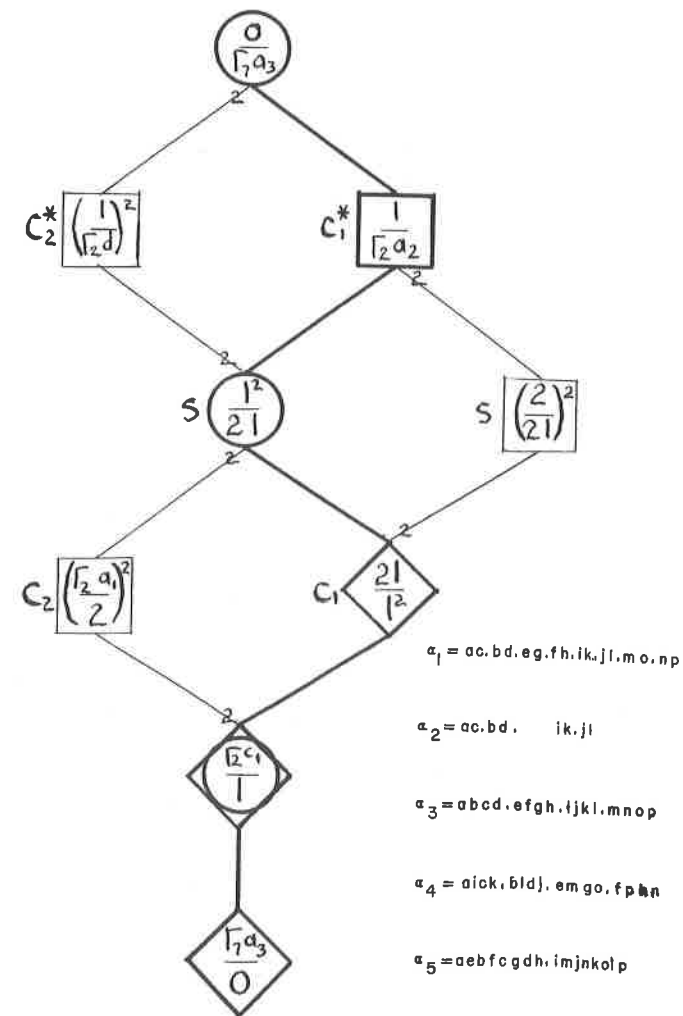 0
Γ₇a₃
2
C₂* (1/Γ₂d)²
C₁* 1/Γ₂a₂
2
2
S 1²/21
S (2/21)²
2
2
C₂ (Γ₂a₁/2)²
C₁ 21/1²
α₁ = ac.bd.eg.fh.ik.jl.mo.np
2
α₂ = ac.bd. ik.jl
Γ₂c₁
1
α₃ = abcd.efgh.ijkl.mnop
α₄ = aick.bldj.emgo.fphn
Γ₇a₃
0
α₅ = aebfcgdh.imjnkolp